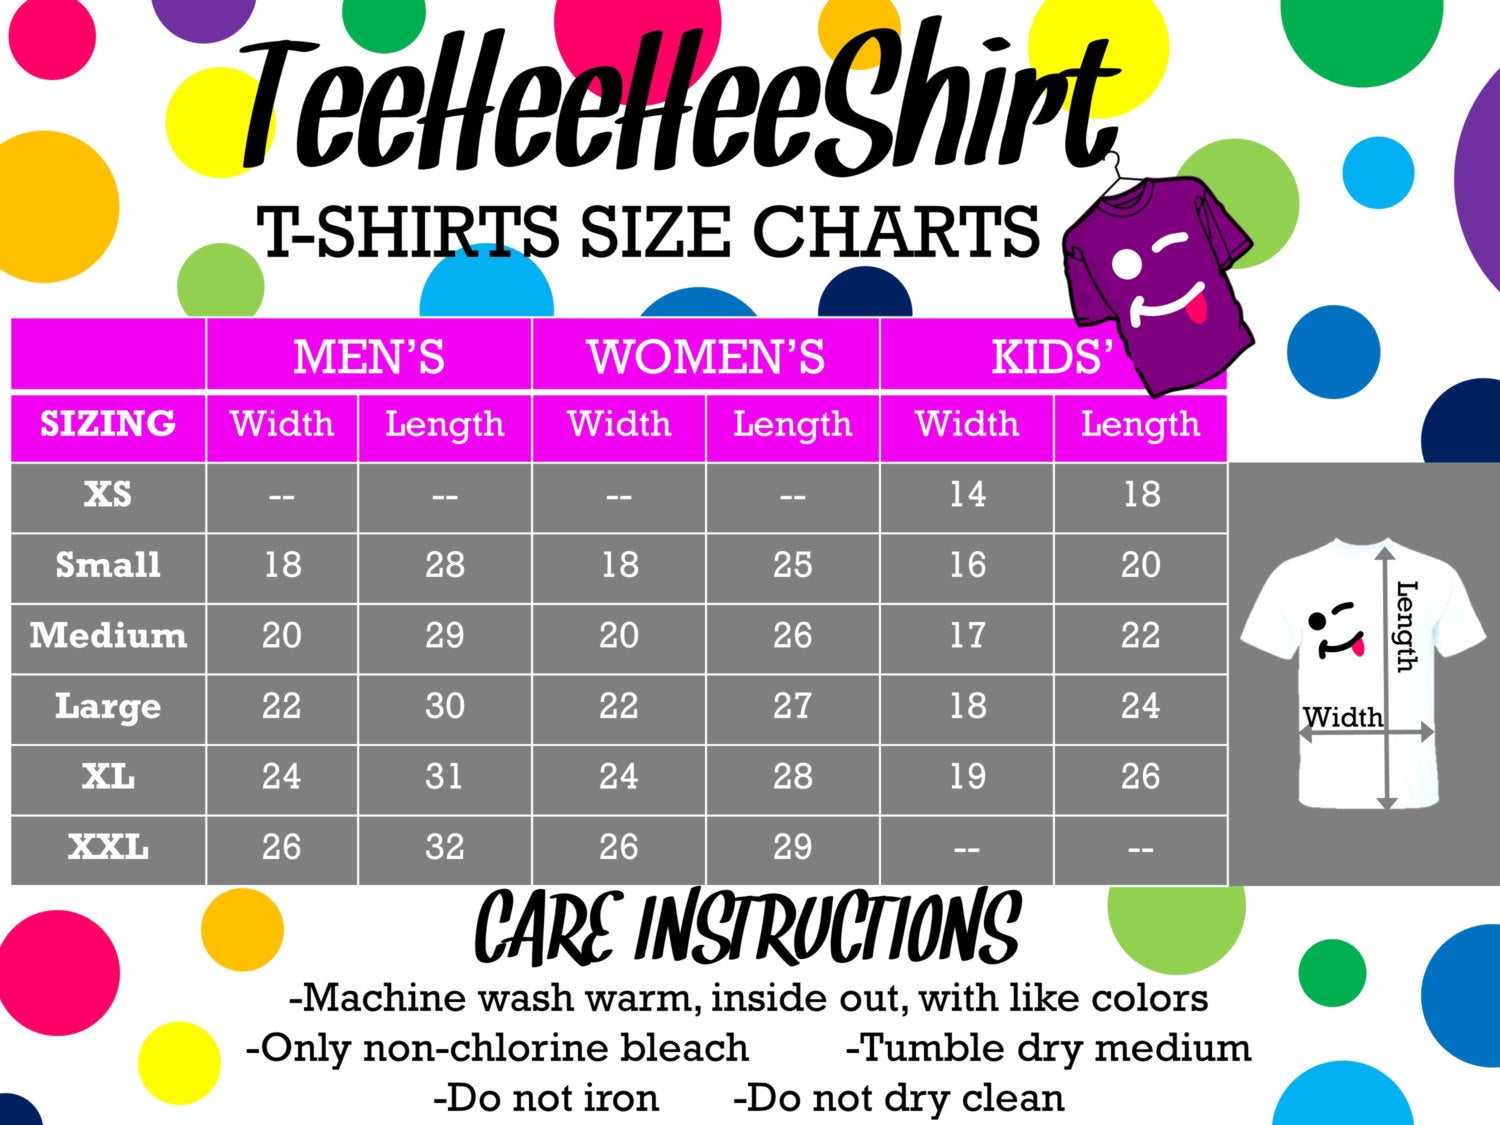 TeeHeeHeeShirt
T-SHIRTS SIZE CHARTS
MEN'S WOMEN'S KIDS'
SIZING Width Length Width Length Width Length
XS -- -- -- -- 14 18
Small 18 28 18 25 16 20
Medium 20 29 20 26 17 22
Large 22 30 22 27 18 24
XL 24 31 24 28 19 26
XXL 26 32 26 29 -- --
Length
Width
CARE INSTRUCTIONS
-Machine wash warm, inside out, with like colors
-Only non-chlorine bleach -Tumble dry medium
-Do not iron -Do not dry clean